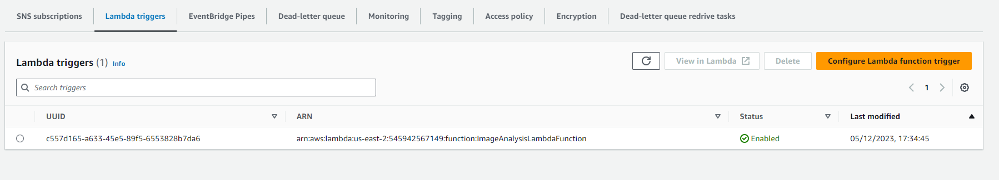 SNS subscriptions
Lambda triggers
EventBridge Pipes
Dead-letter queue
Monitoring
Tagging
Access policy
Encryption
Dead-letter queue redrive tasks
Lambda triggers (1) Info
View in Lambda
Delete
Configure Lambda function trigger
Search triggers
1
UUID ARN Status Last modified
c557d165-a633-45e5-89f5-6553828b7da6 arn:aws:lambda:us-east-2:545942567149:function:ImageAnalysisLambdaFunction Enabled 05/12/2023, 17:34:45